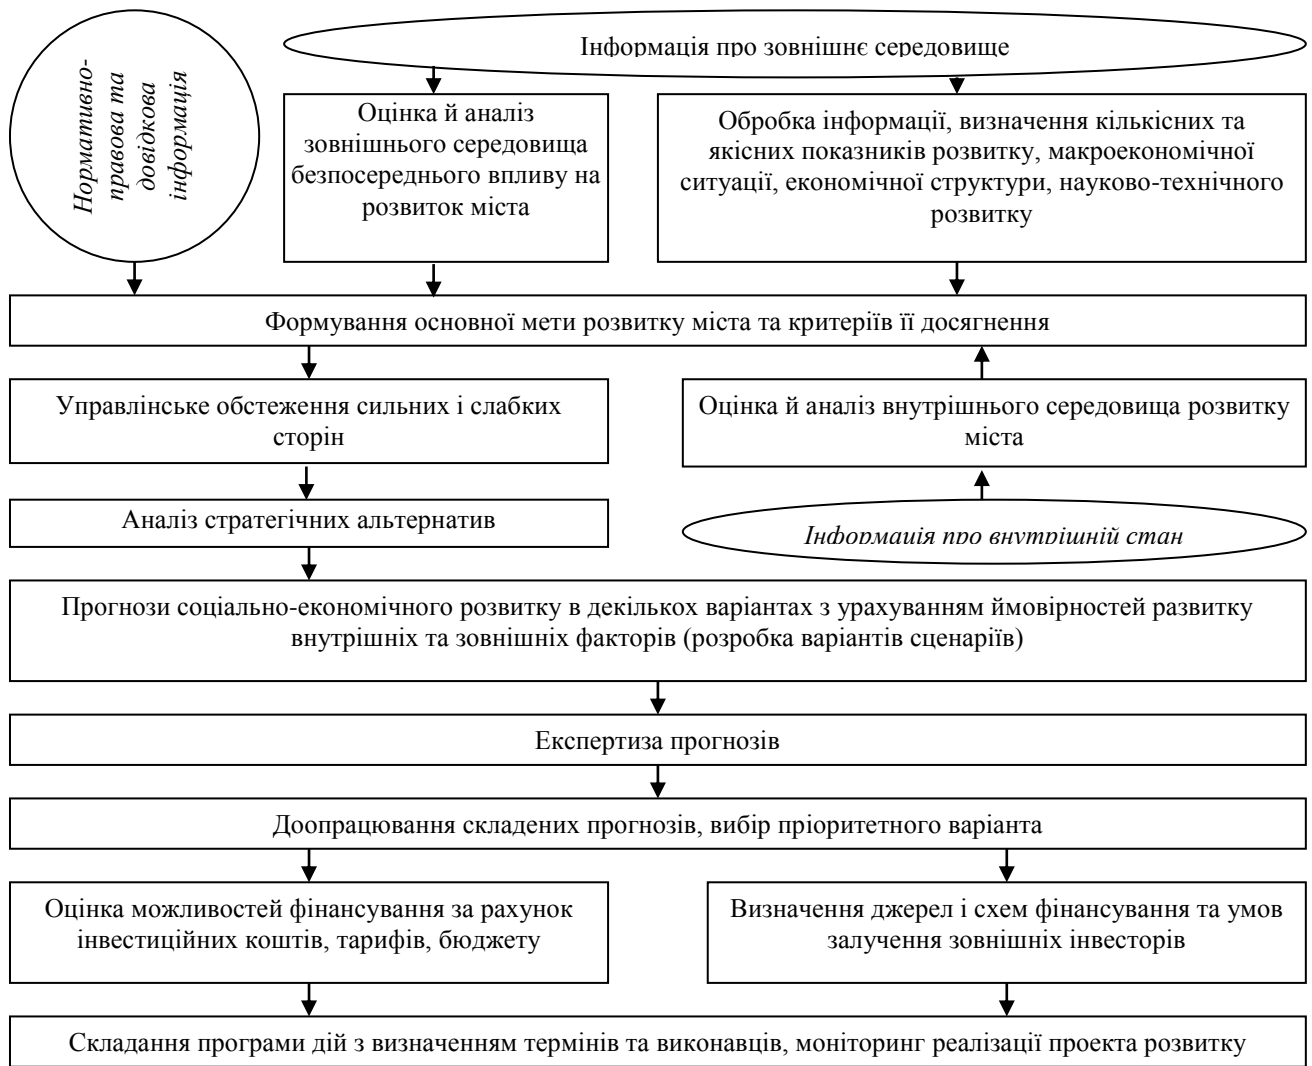 Нормативно-
правова та
довідкова
інформація
Інформація про зовнішнє середовище
Оцінка й аналіз
зовнішнього середовища
безпосереднього впливу на
розвиток міста
Обробка інформації, визначення кількісних та
якісних показників розвитку, макроекономічної
ситуації, економічної структури, науково-технічного
розвитку
Формування основної мети розвитку міста та критеріїв її досягнення
Управлінське обстеження сильних і слабких
сторін
Оцінка й аналіз внутрішнього середовища розвитку
міста
Аналіз стратегічних альтернатив
Інформація про внутрішній стан
Прогнози соціально-економічного розвитку в декількох варіантах з урахуванням ймовірностей развитку
внутрішніх та зовнішніх факторів (розробка варіантів сценаріїв)
Експертиза прогнозів
Доопрацювання складених прогнозів, вибір пріоритетного варіанта
Оцінка можливостей фінансування за рахунок
інвестиційних коштів, тарифів, бюджету
Визначення джерел і схем фінансування та умов
залучення зовнішніх інвесторів
Складання програми дій з визначенням термінів та виконавців, моніторинг реалізації проекта розвитку